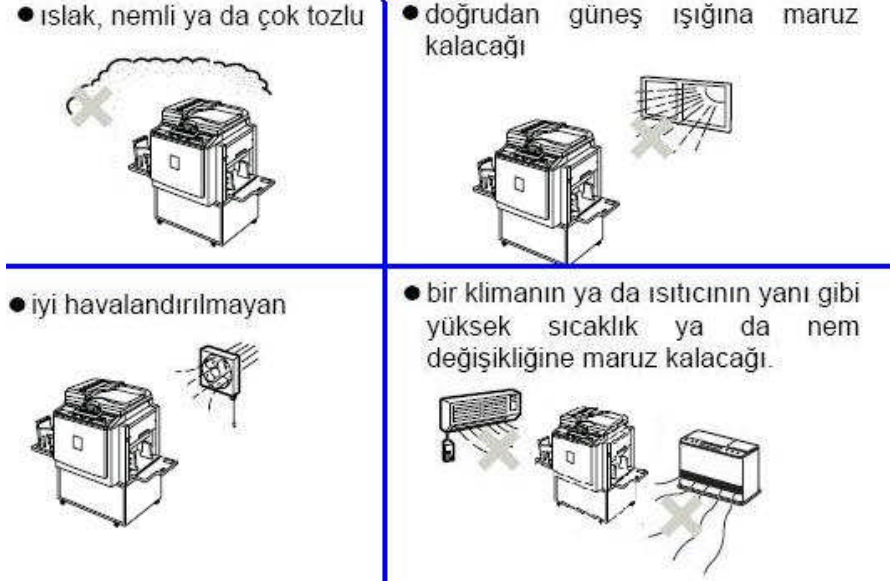 ● ıslak, nemli ya da çok tozlu
● doğrudan güneş ışığına maruz
kalacağı
● iyi havalandırılmayan
● bir klimanın ya da ısıtıcının yanı gibi
yüksek sıcaklık ya da nem
değişikliğine maruz kalacağı.